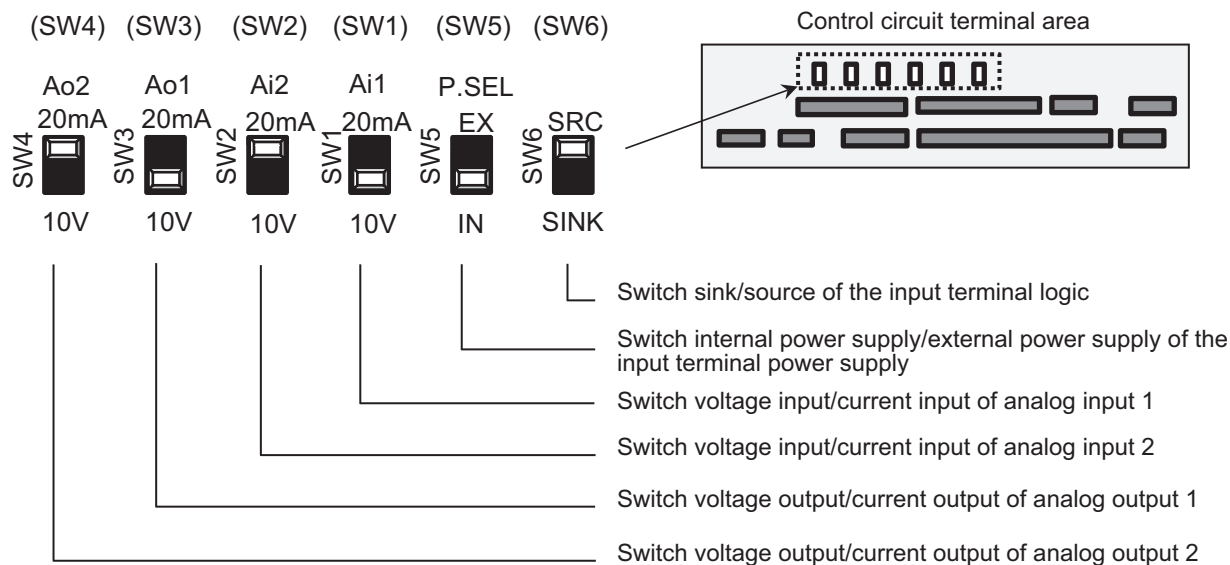 (SW4) (SW3) (SW2) (SW1) (SW5) (SW6)
Control circuit terminal area
Ao2 Ao1 Ai2 Ai1 P.SEL
20mA 20mA 20mA 20mA EX SRC
SW4 SW3 SW2 SW1 SW5 SW6
10V 10V 10V 10V IN SINK
Switch sink/source of the input terminal logic
Switch internal power supply/external power supply of the
input terminal power supply
Switch voltage input/current input of analog input 1
Switch voltage input/current input of analog input 2
Switch voltage output/current output of analog output 1
Switch voltage output/current output of analog output 2